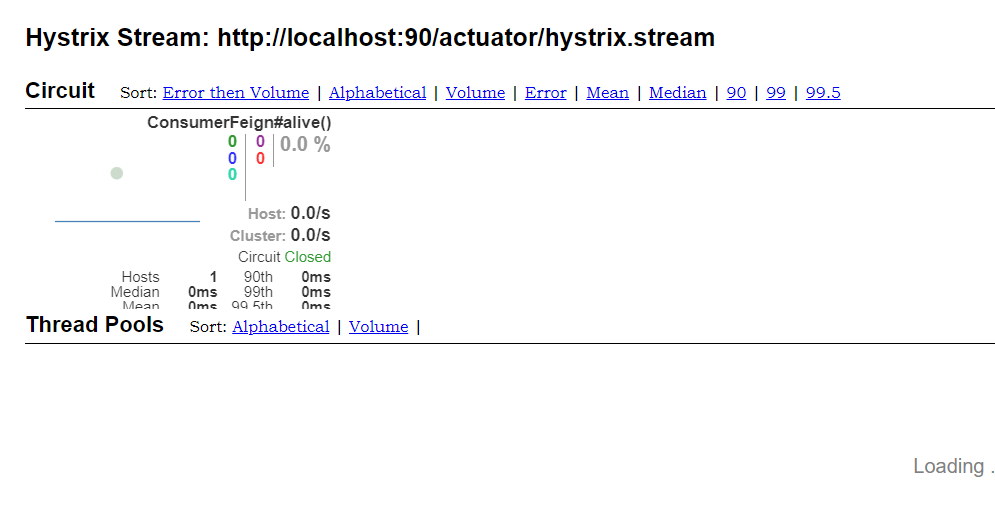 Hystrix Stream: http://localhost:90/actuator/hystrix.stream
Circuit Sort: Error then Volume | Alphabetical | Volume | Error | Mean | Median | 90 | 99 | 99.5
ConsumerFeign#alive()
0 0 0.0 %
0 0
0
Host: 0.0/s
Cluster: 0.0/s
Circuit Closed
Hosts 1 90th 0ms
Median 0ms 99th 0ms
Mean 0ms 99.5th 0ms
Thread Pools Sort: Alphabetical | Volume |
Loading .